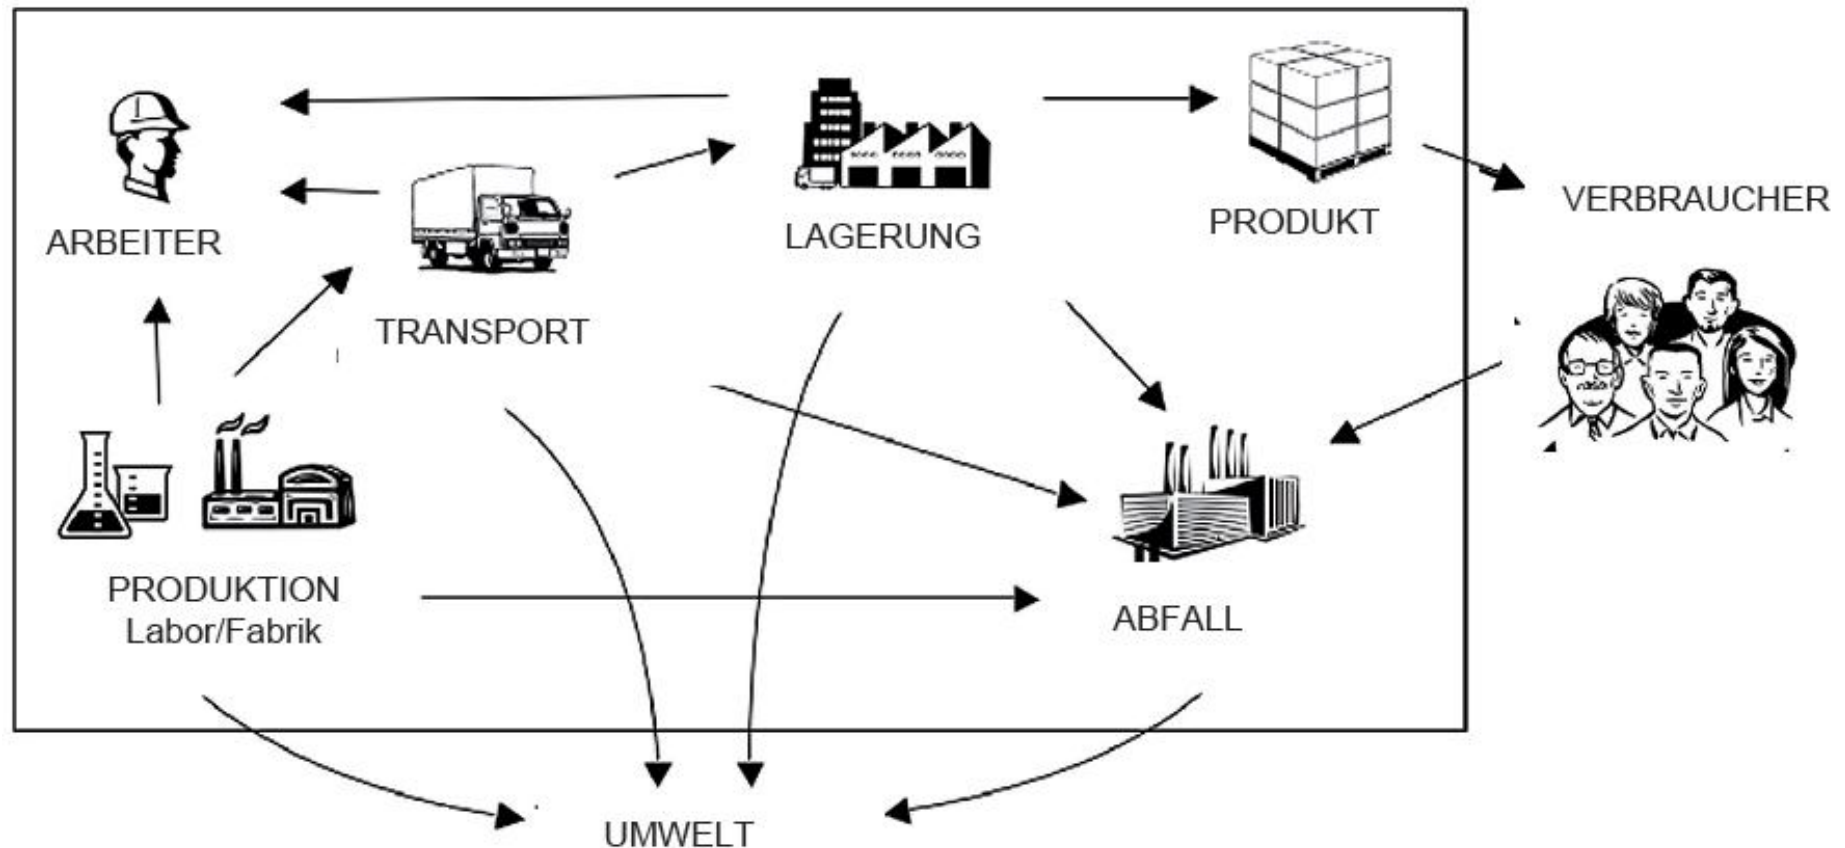 ARBEITER
TRANSPORT
LAGERUNG
PRODUKT
VERBRAUCHER
PRODUKTION
Labor/Fabrik
ABFALL
UMWELT